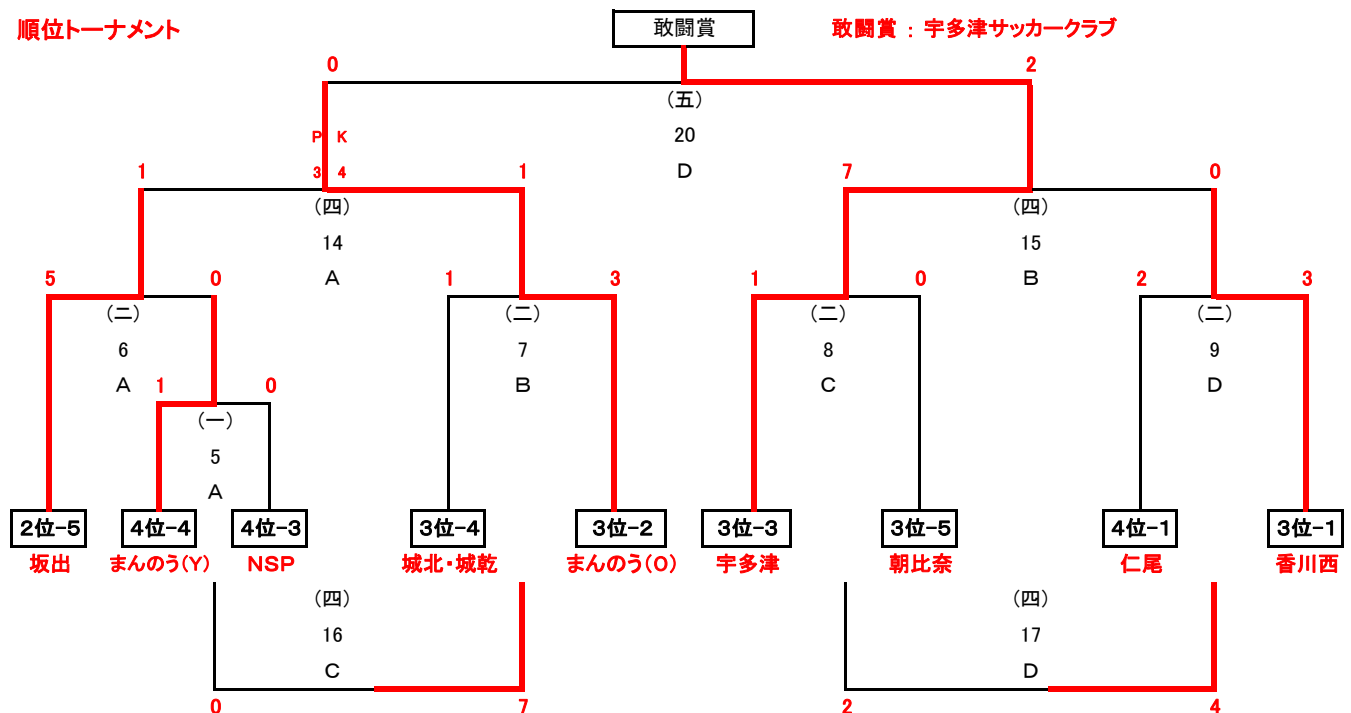 敢闘賞
順位トーナメント
敢闘賞 : 宇多津サッカークラブ
0 2
(五)
20
D
P K
3 4
1 1 7 0
(四) (四)
14 15
A B
5 0 1 3 1 0 2 3
(二) (二) (二) (二)
6 7 8 9
A B C D
1 0
(一)
5
A
2位-5 4位-4 4位-3 3位-4 3位-2 3位-3 3位-5 4位-1 3位-1
坂出 まんのう(Y) NSP 城北・城乾 まんのう(O) 宇多津 朝比奈 仁尾 香川西
(四) (四)
16 17
C D
0 7 2 4